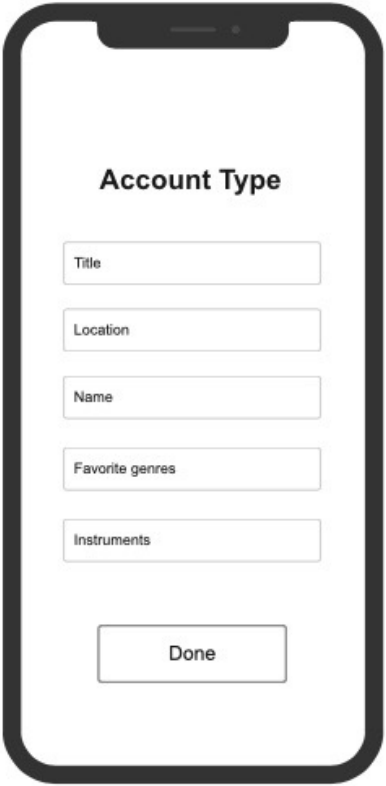 Account Type
Title
Location
Name
Favorite genres
Instruments
Done